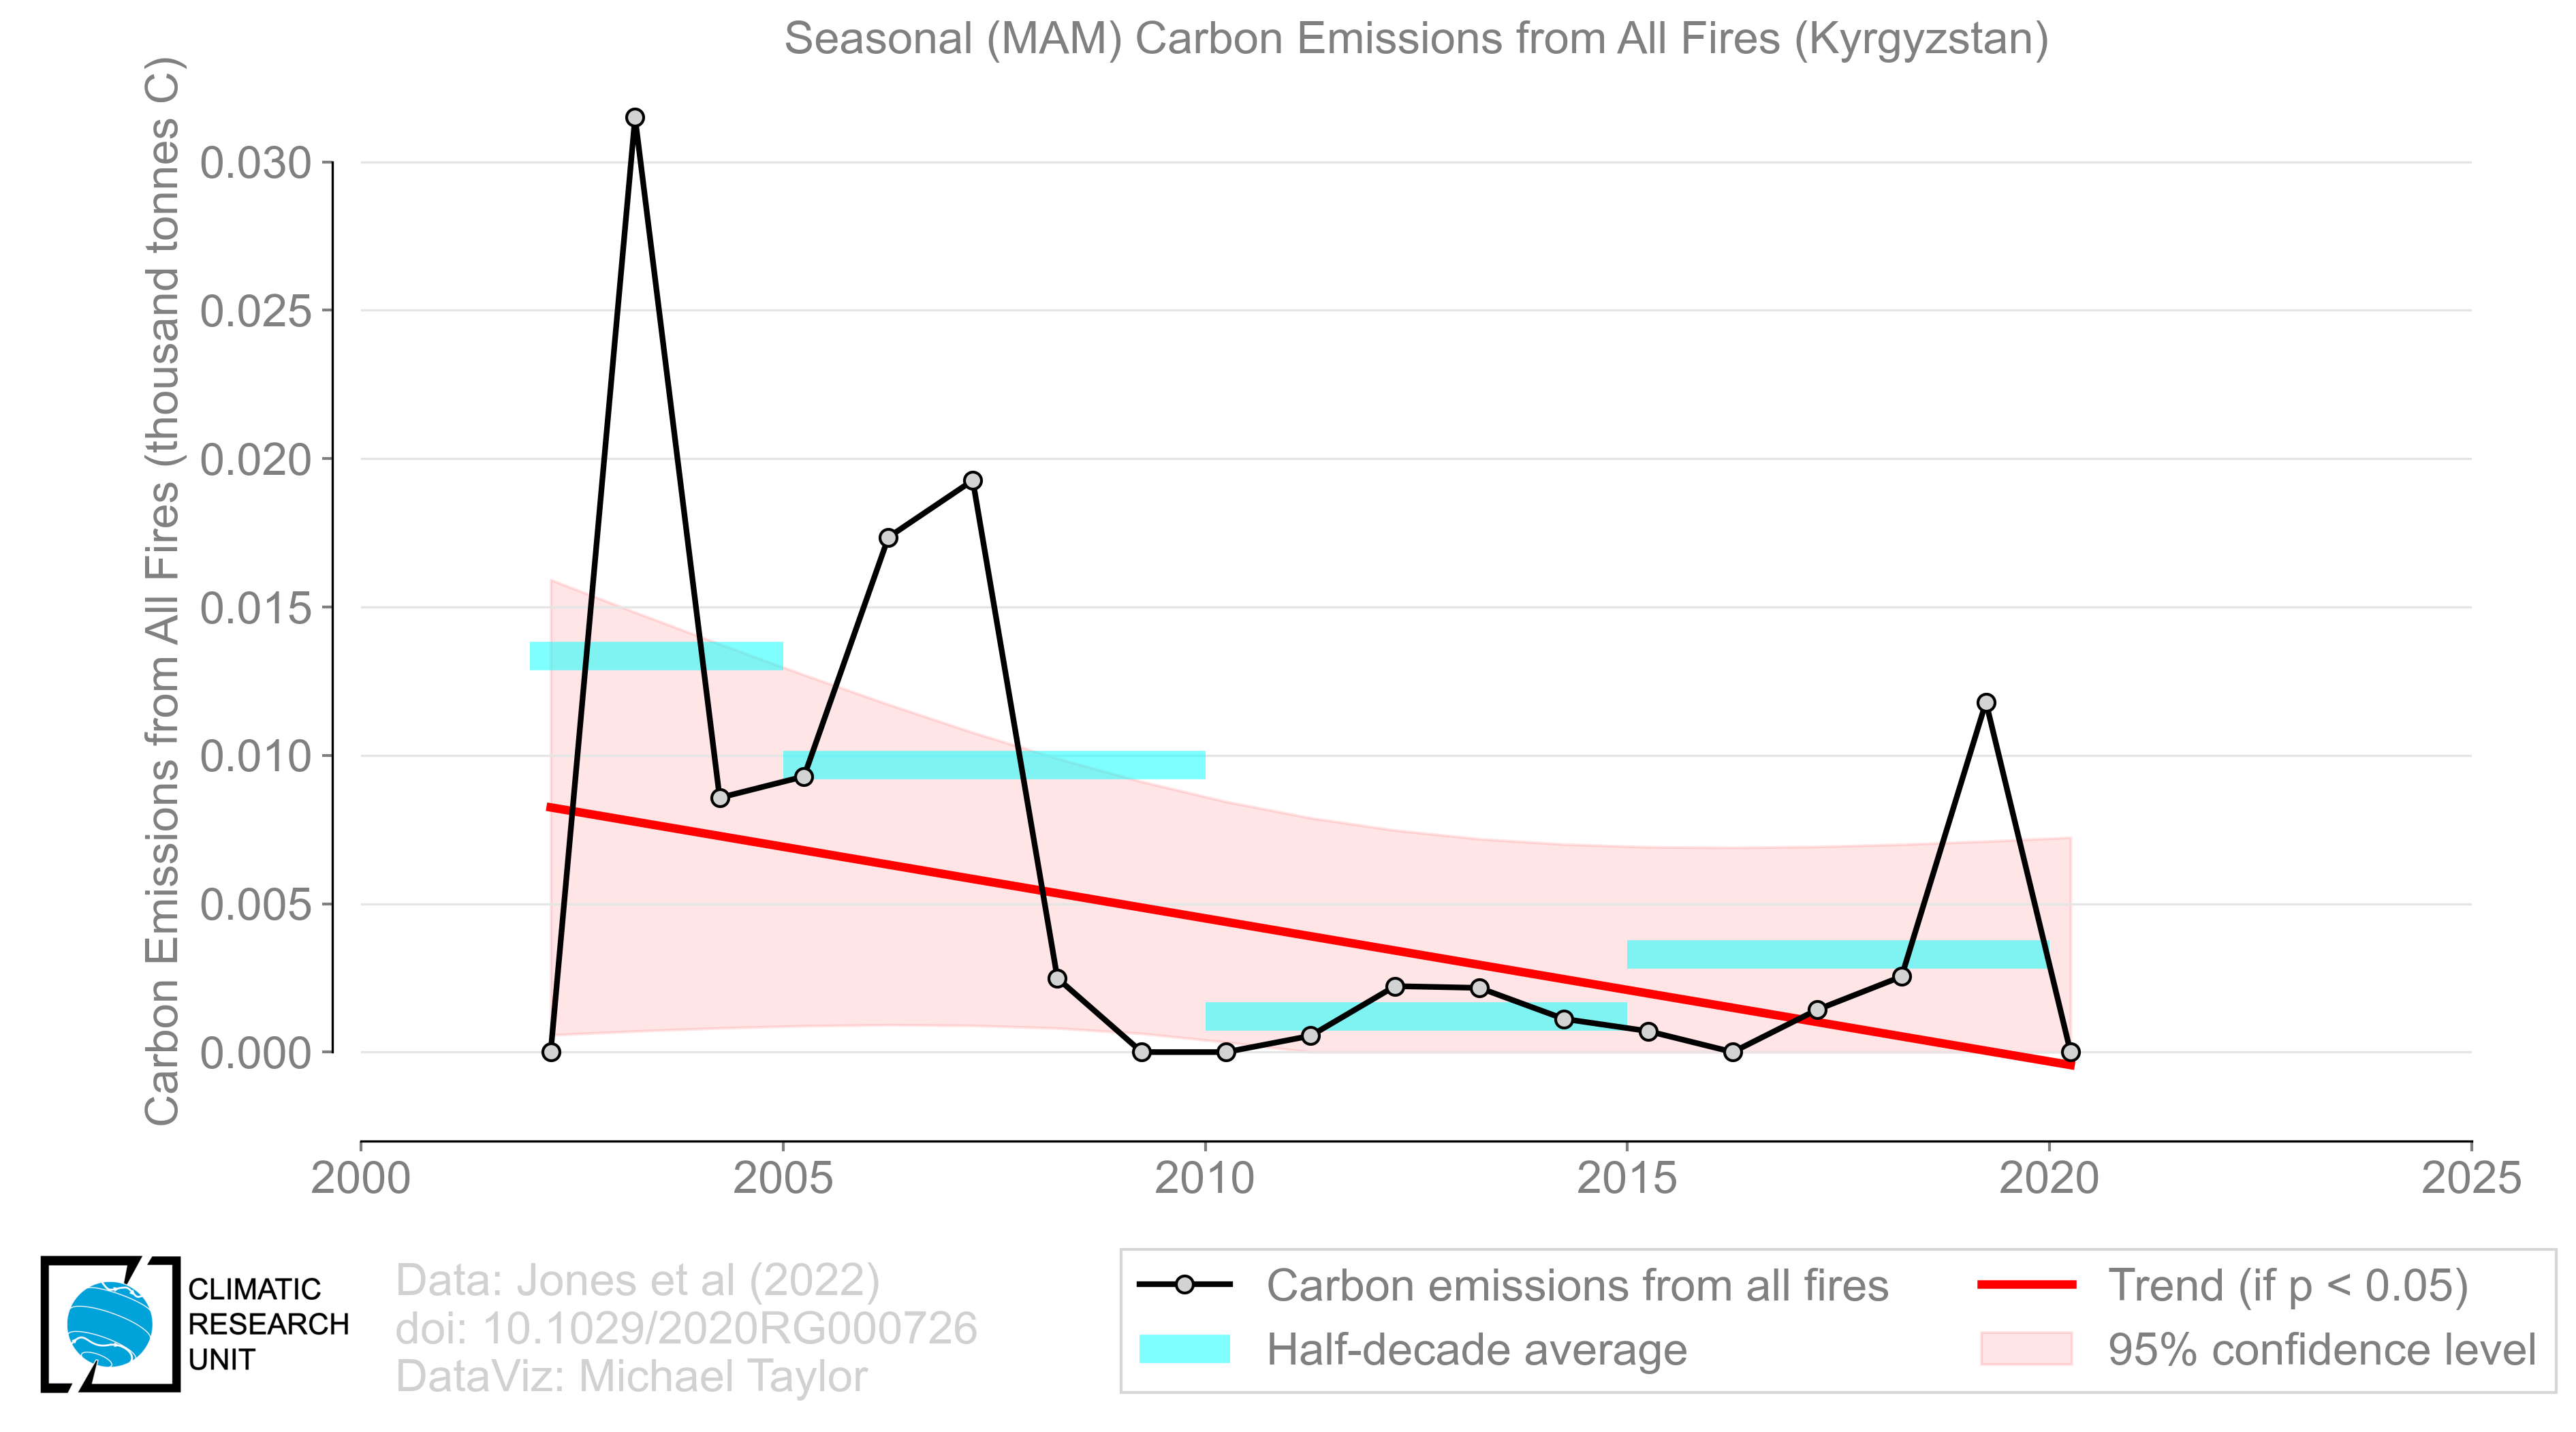 Seasonal (MAM) Carbon Emissions from All Fires (Kyrgyzstan)
Carbon Emissions from All Fires (thousand tonnes C)
0.030
0.025
0.020
0.015
0.010
0.005
0.000
2000 2005 2010 2015 2020 2025
CLIMATIC
RESEARCH
UNIT
Data: Jones et al (2022)
doi: 10.1029/2020RG000726
DataViz: Michael Taylor
Carbon emissions from all fires
Half-decade average
Trend (if p < 0.05)
95% confidence level